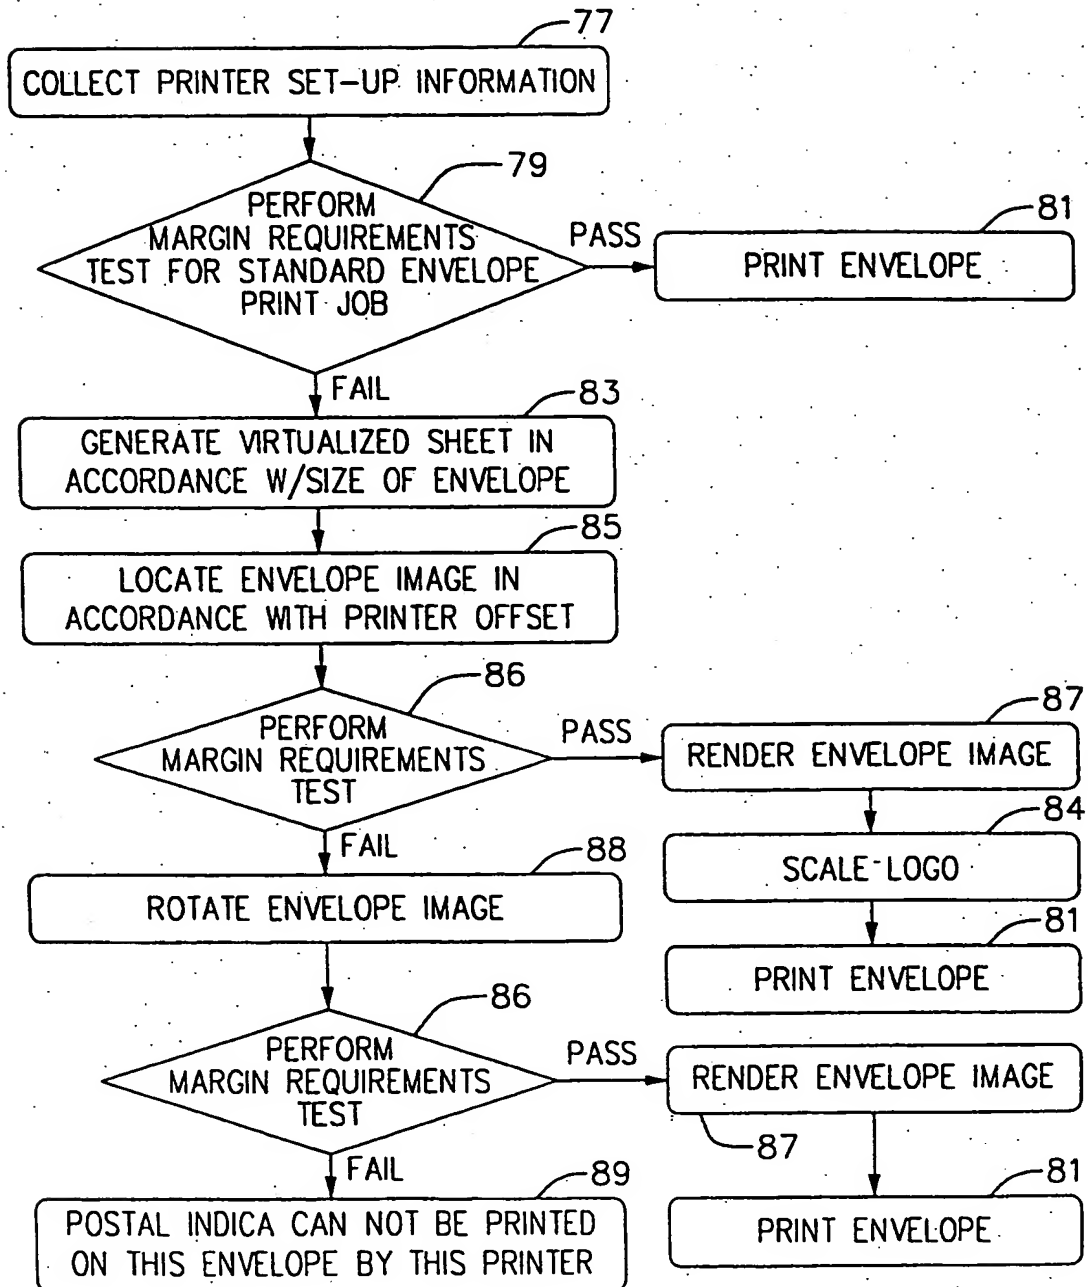 77
COLLECT PRINTER SET-UP INFORMATION
79
PERFORM
MARGIN REQUIREMENTS
TEST FOR STANDARD ENVELOPE
PRINT JOB
PASS
81
PRINT ENVELOPE
FAIL
83
GENERATE VIRTUALIZED SHEET IN
ACCORDANCE W/SIZE OF ENVELOPE
85
LOCATE ENVELOPE IMAGE IN
ACCORDANCE WITH PRINTER OFFSET
86
PERFORM
MARGIN REQUIREMENTS
TEST
PASS
87
RENDER ENVELOPE IMAGE
84
SCALE-LOGO
81
PRINT ENVELOPE
FAIL
88
ROTATE ENVELOPE IMAGE
86
PERFORM
MARGIN REQUIREMENTS
TEST
PASS
RENDER ENVELOPE IMAGE
87
81
PRINT ENVELOPE
FAIL
89
POSTAL INDICA CAN NOT BE PRINTED
ON THIS ENVELOPE BY THIS PRINTER